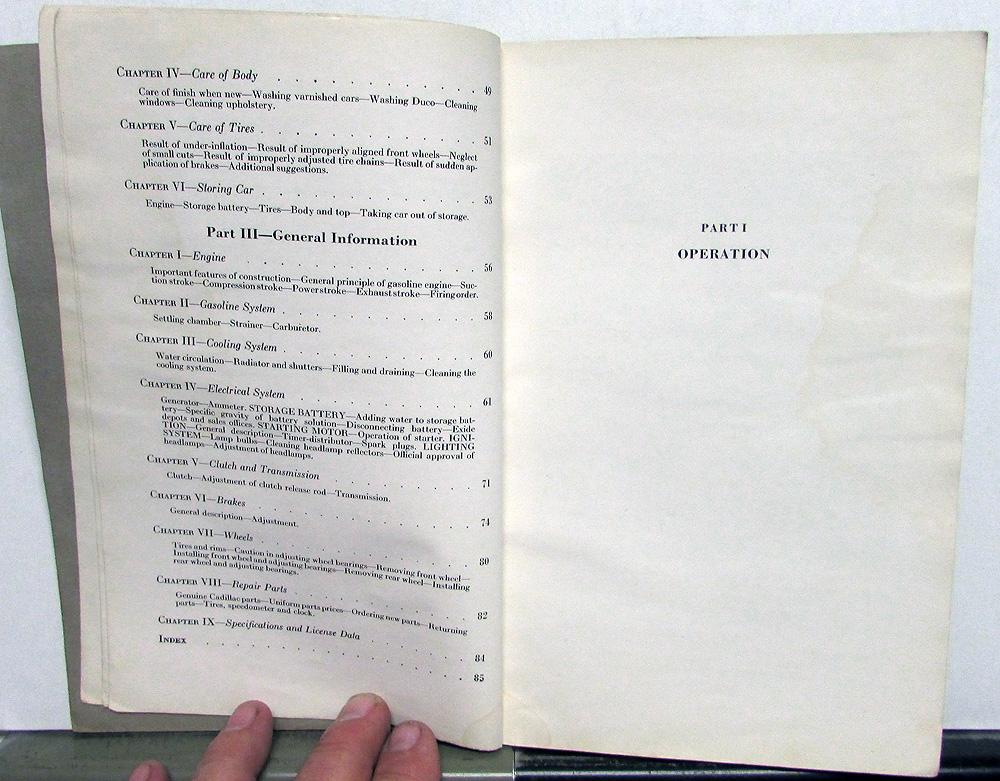 CHAPTER IV—Care of Body . . . . . . . . . . . 49
Care of finish when new—Washing varnished cars—Washing Duco—Cleaning
windows—Cleaning upholstery.
CHAPTER V—Care of Tires . . . . . . . . . . . 51
Result of under-inflation—Result of improperly aligned front wheels—Neglect
of small cuts—Result of improperly adjusted tire chains—Result of sudden ap-
plication of brakes—Additional suggestions.
CHAPTER VI—Storing Car . . . . . . . . . . . 53
Engine—Storage battery—Tires—Body and top—Taking car out of storage.
Part III—General Information
CHAPTER I—Engine . . . . . . . . . . . 56
Important features of construction—General principle of gasoline engine—Suc-
tion stroke—Compression stroke—Power stroke—Exhaust stroke—Firing order.
CHAPTER II—Gasoline System . . . . . . . . . . . 58
Settling chamber—Strainer—Carburetor.
CHAPTER III—Cooling System . . . . . . . . . . 60
Water circulation—Radiator and shutters—Filling and draining—Cleaning the
cooling system.
CHAPTER IV—Electrical System . . . . . . . . . . 61
Generator—Ammeter. STORAGE BATTERY—Adding water to storage bat-
tery—Specific gravity of battery solution—Disconnecting battery—Exide
depots and sales offices. STARTING MOTOR—Operation of starter. IGNI-
TION—General description—Timer-distributor—Spark plugs. LIGHTING
SYSTEM—Lamp bulbs—Cleaning headlamp reflectors—Official approval of
headlamps—Adjustment of headlamps.
CHAPTER V—Clutch and Transmission . . . . . . . . 71
Clutch—Adjustment of clutch release rod—Transmission.
CHAPTER VI—Brakes . . . . . . . . . . . 74
General description—Adjustment.
CHAPTER VII—Wheels . . . . . . . . . . . 80
Tires and rims—Caution in adjusting wheel bearings—Removing front wheel—
Installing front wheel and adjusting bearings—Removing rear wheel—Installing
rear wheel and adjusting bearings.
CHAPTER VIII—Repair Parts . . . . . . . . . . 82
Genuine Cadillac parts—Uniform parts prices—Ordering new parts—Returning
parts—Tires, speedometer and clock.
CHAPTER IX—Specifications and License Data . . . . . . 84
INDEX . . . . . . . . . . . . . . 85
PART I
OPERATION